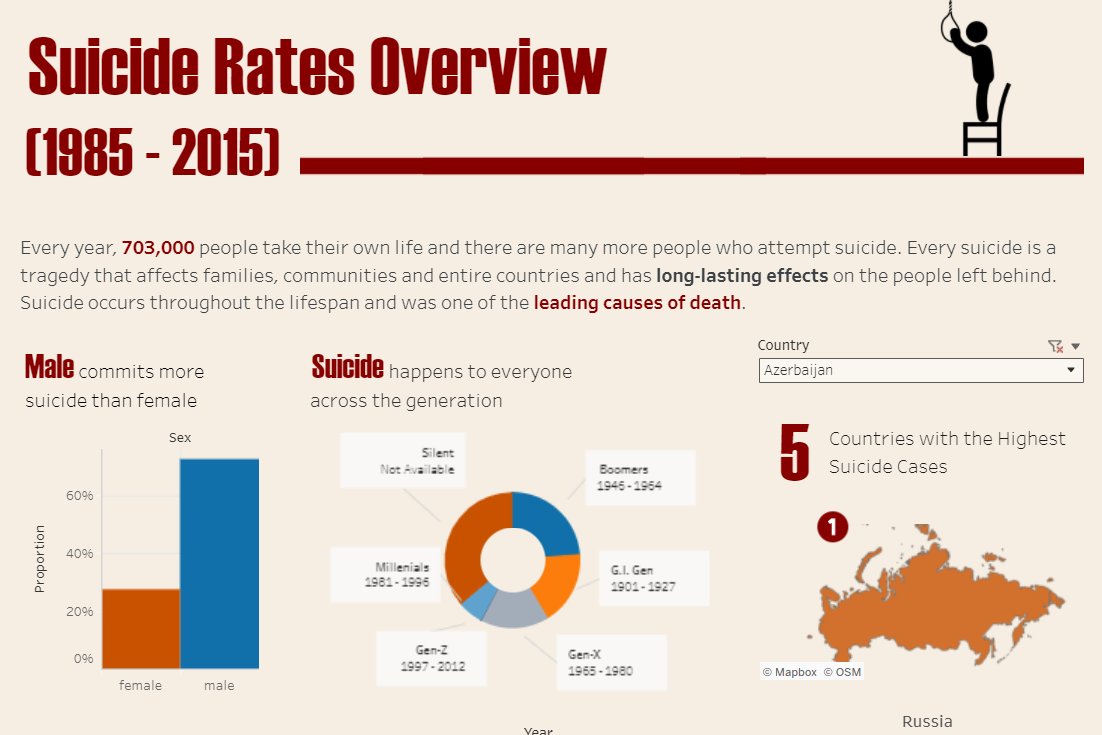 Suicide Rates Overview
(1985 - 2015)
Every year, 703,000 people take their own life and there are many more people who attempt suicide. Every suicide is a
tragedy that affects families, communities and entire countries and has long-lasting effects on the people left behind.
Suicide occurs throughout the lifespan and was one of the leading causes of death.
Male commits more
suicide than female
Sex
60%
40%
20%
0%
Proportion
female
male
Suicide happens to everyone
across the generation
Silent
Not Available
Boomers
1946 - 1964
Millenials
1981 - 1996
G.I. Gen
1901 - 1927
Gen-Z
1997 - 2012
Gen-X
1965 - 1980
Year
Country
Azerbaijan
5 Countries with the Highest
Suicide Cases
1
© Mapbox © OSM
Russia